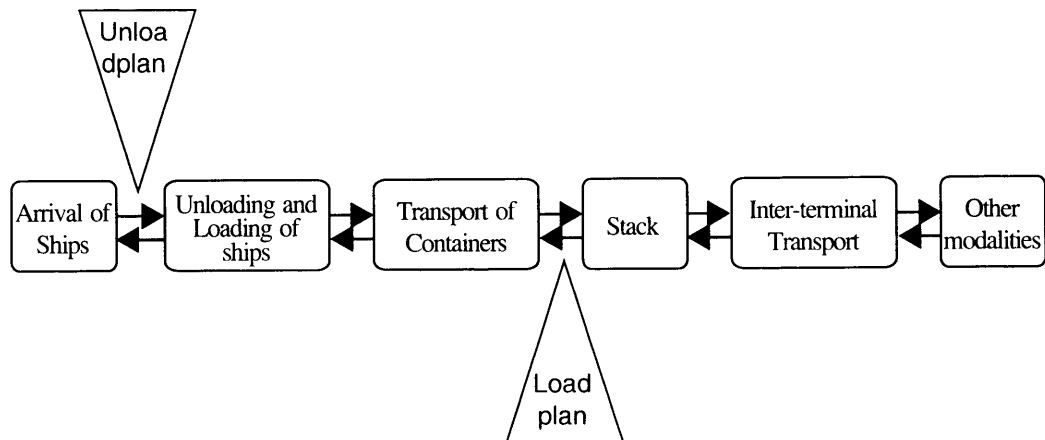 Unloa
dplan
Arrival of
Ships
Unloading and
Loading of
ships
Transport of
Containers
Stack
Inter-terminal
Transport
Other
modalities
Load
plan